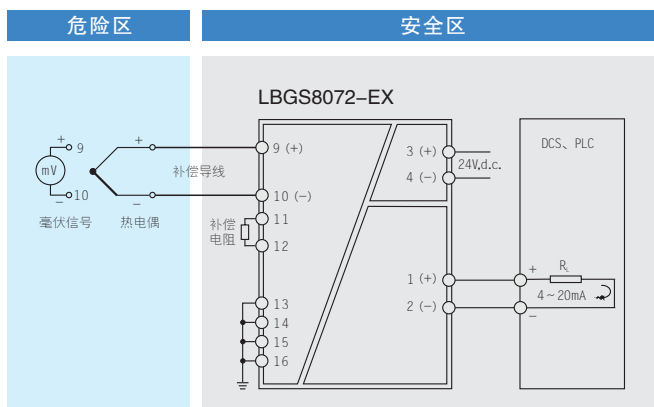 危险区
安全区
LBGS8072-EX
+
9
mV
-
10
毫伏信号
+
-
热电偶
补偿导线
9 (+)
10 (-)
补偿
电阻
11
12
13
14
15
16
3 (+)
4 (-)
24V,d.c.
1 (+)
2 (-)
DCS、PLC
+
RL
4~20mA
-